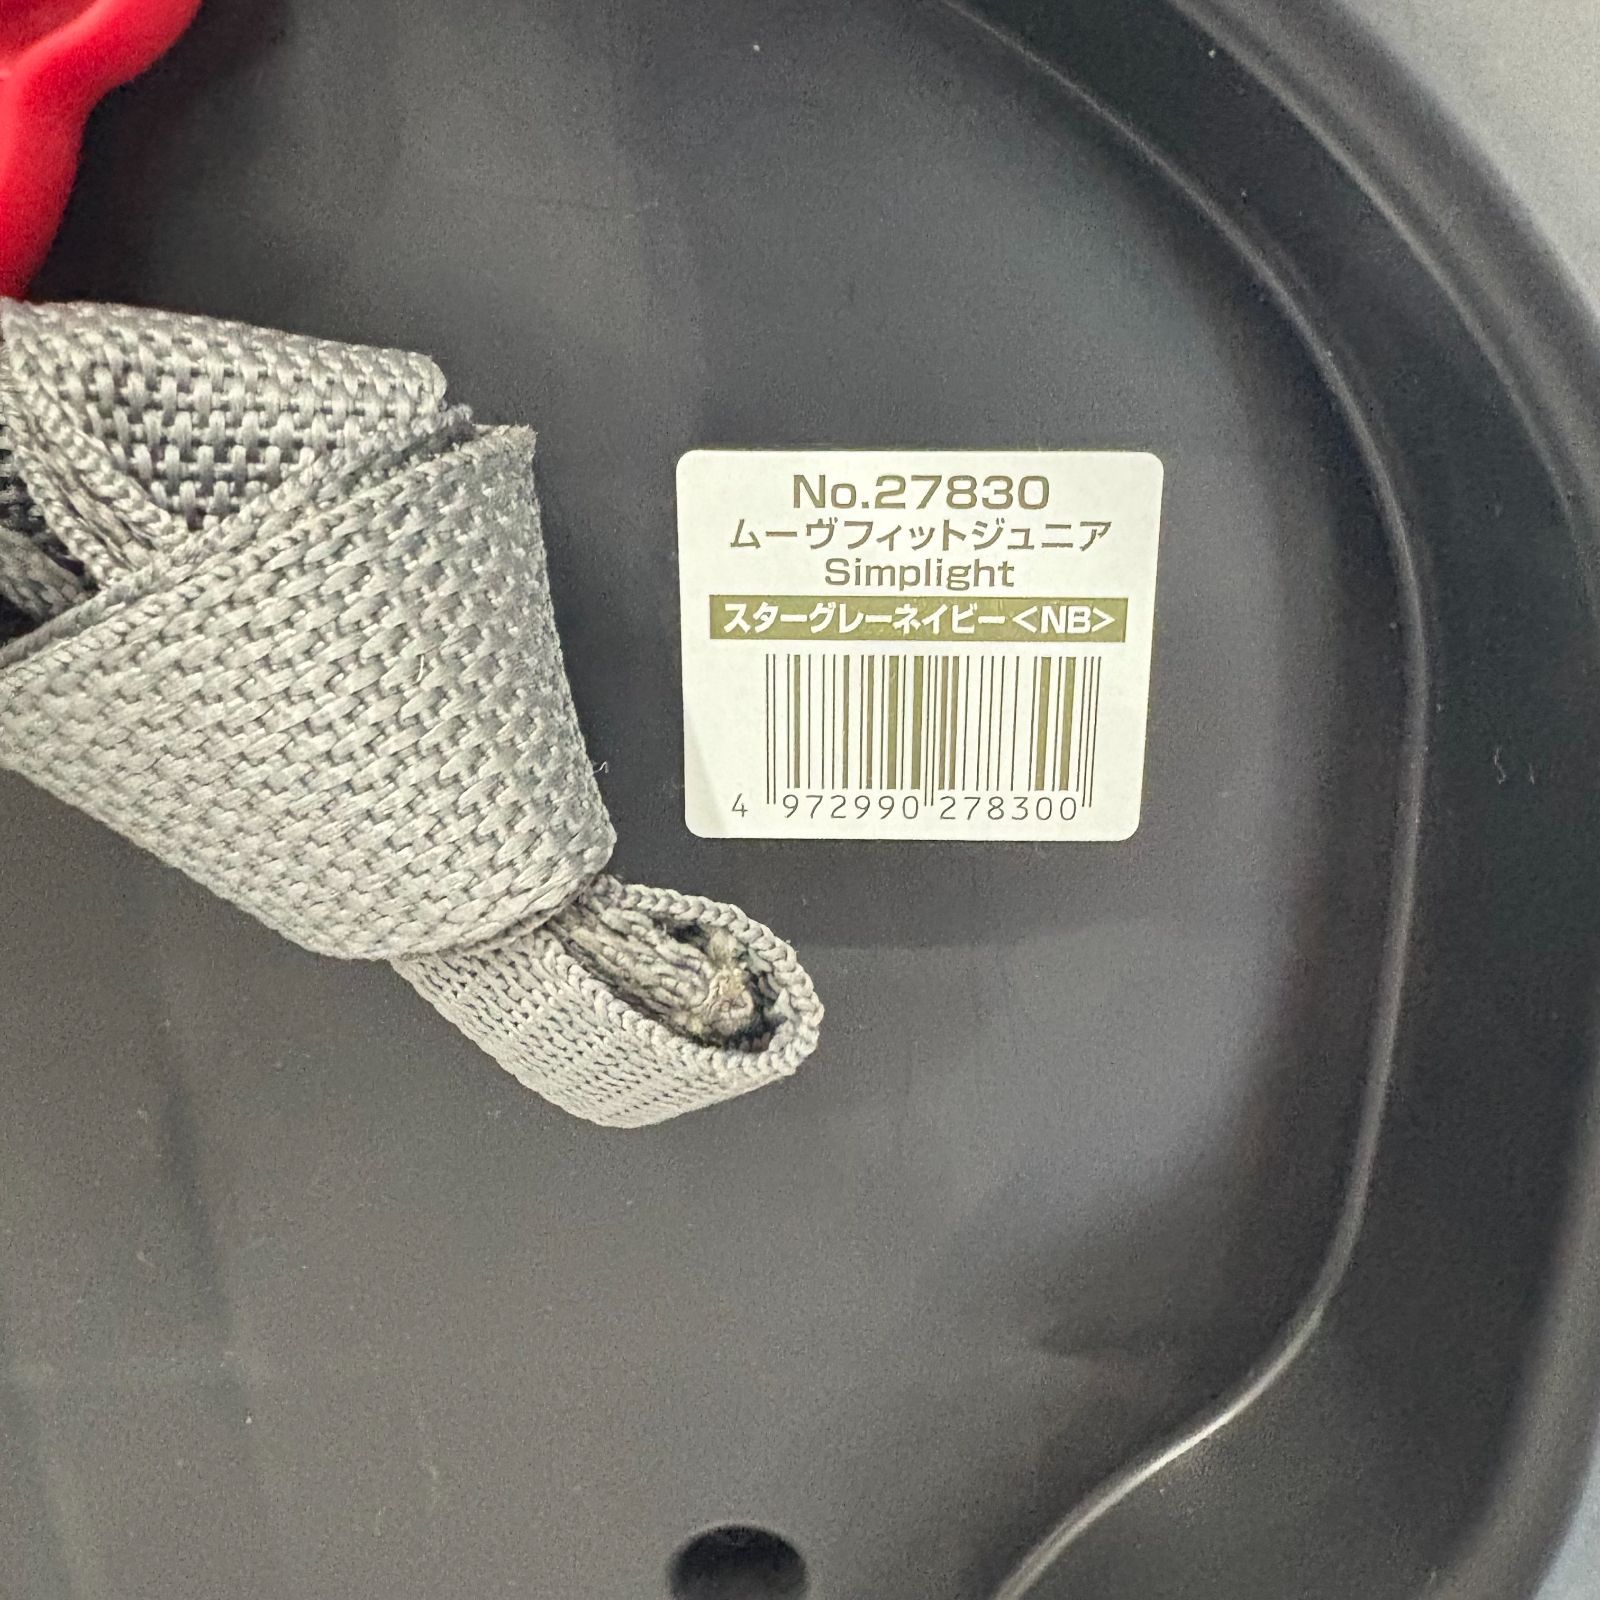 No.27830
ムーヴフィットジュニア
Simplight
スターグレーネイビー<NB>
4 972990 278300